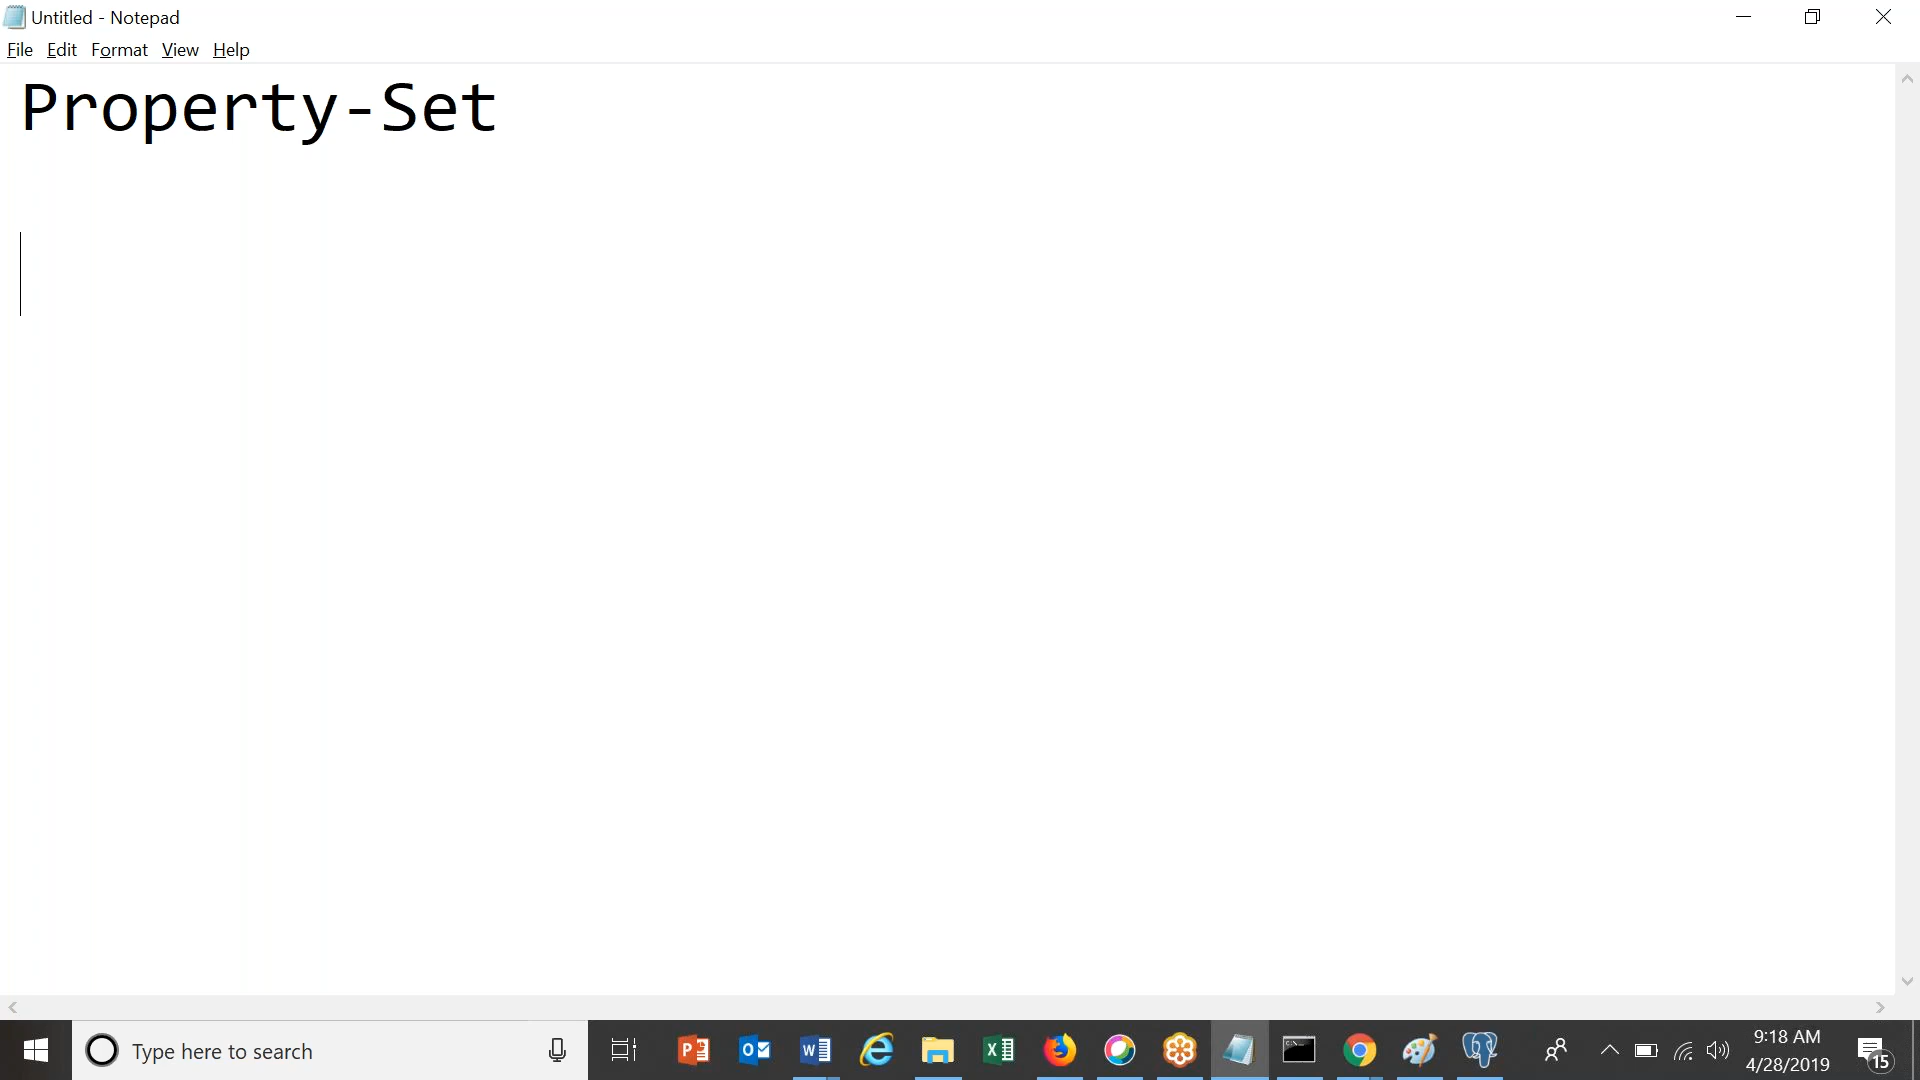 Untitled - Notepad
File Edit Format View Help
Property-Set
Type here to search
9:18 AM
4/28/2019
15